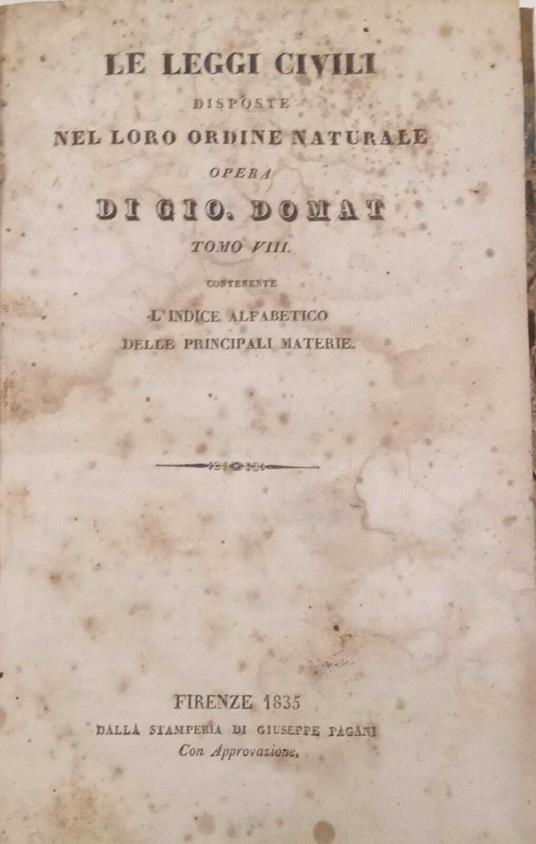 LE LEGGI CIVILI
DISPOSTE
NEL LORO ORDINE NATURALE
OPERA
DI GIO. DOMAT
TOMO VIII.
CONTENENTE
L'INDICE ALFABETICO
DELLE PRINCIPALI MATERIE.
FIRENZE 1835
DALLA STAMPERIA DI GIUSEPPE PAGANI
Con Approvazione.